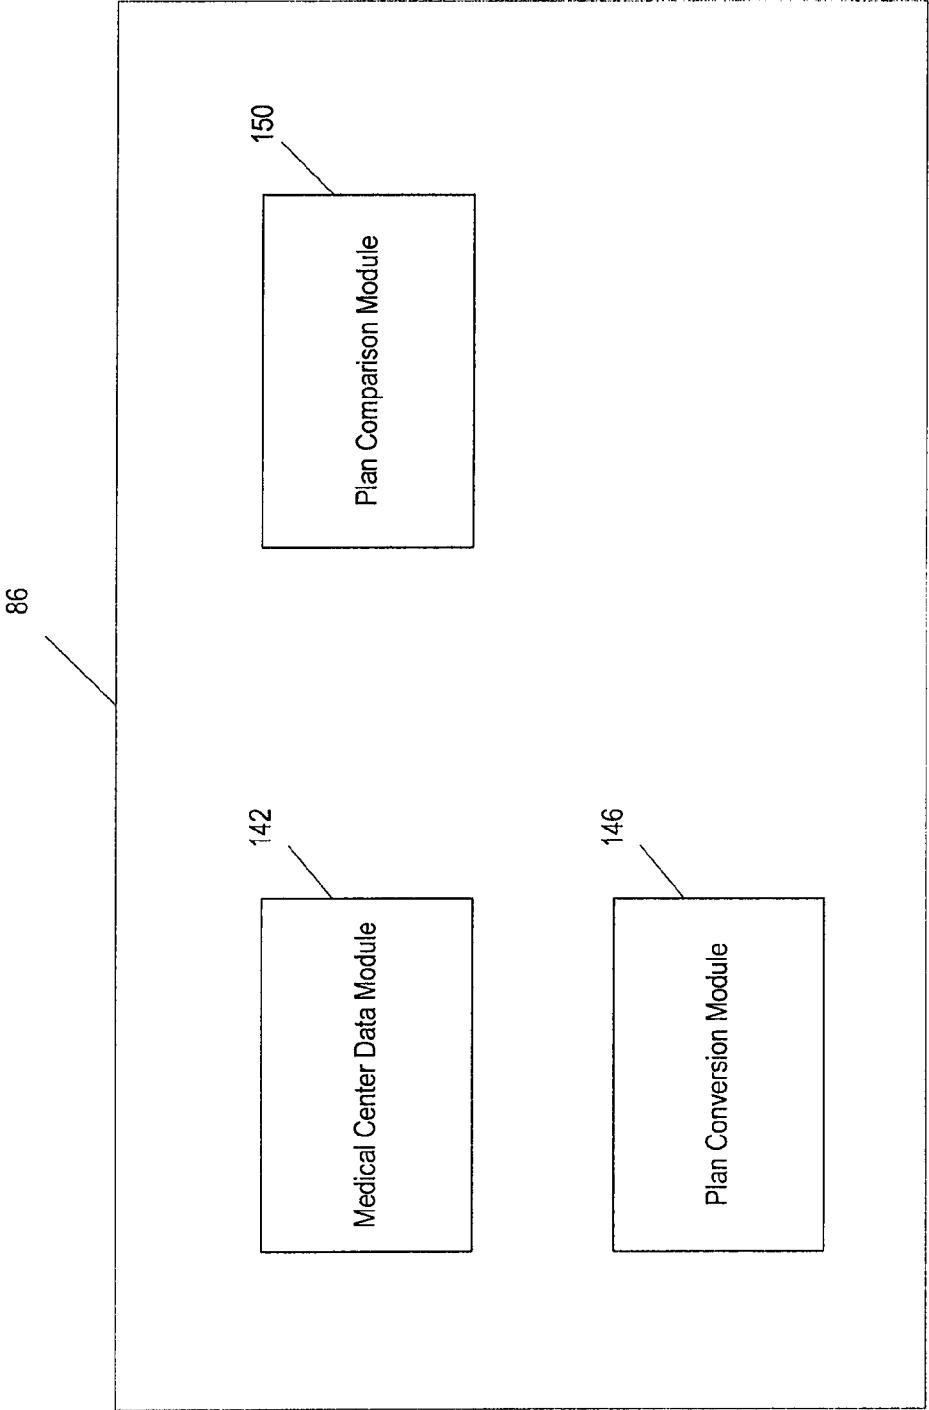 86
142
Medical Center Data Module
150
Plan Comparison Module
146
Plan Conversion Module